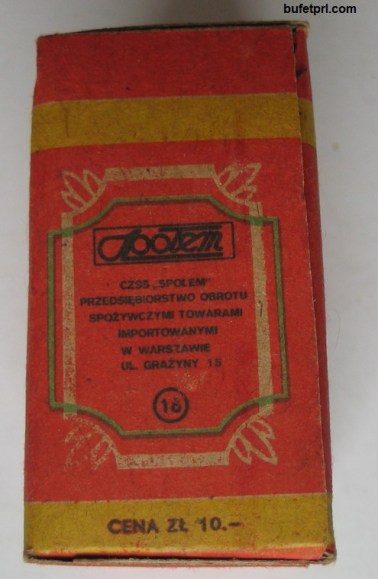 bufetprl.com
Społem
CZSS „SPOŁEM”
PRZEDSIĘBIORSTWO OBROTU
SPOŻYWCZYMI TOWARAMI
IMPORTOWANYMI
W WARSZAWIE
UL. GRAŻYNY 15
16
CENA ZŁ 10.-